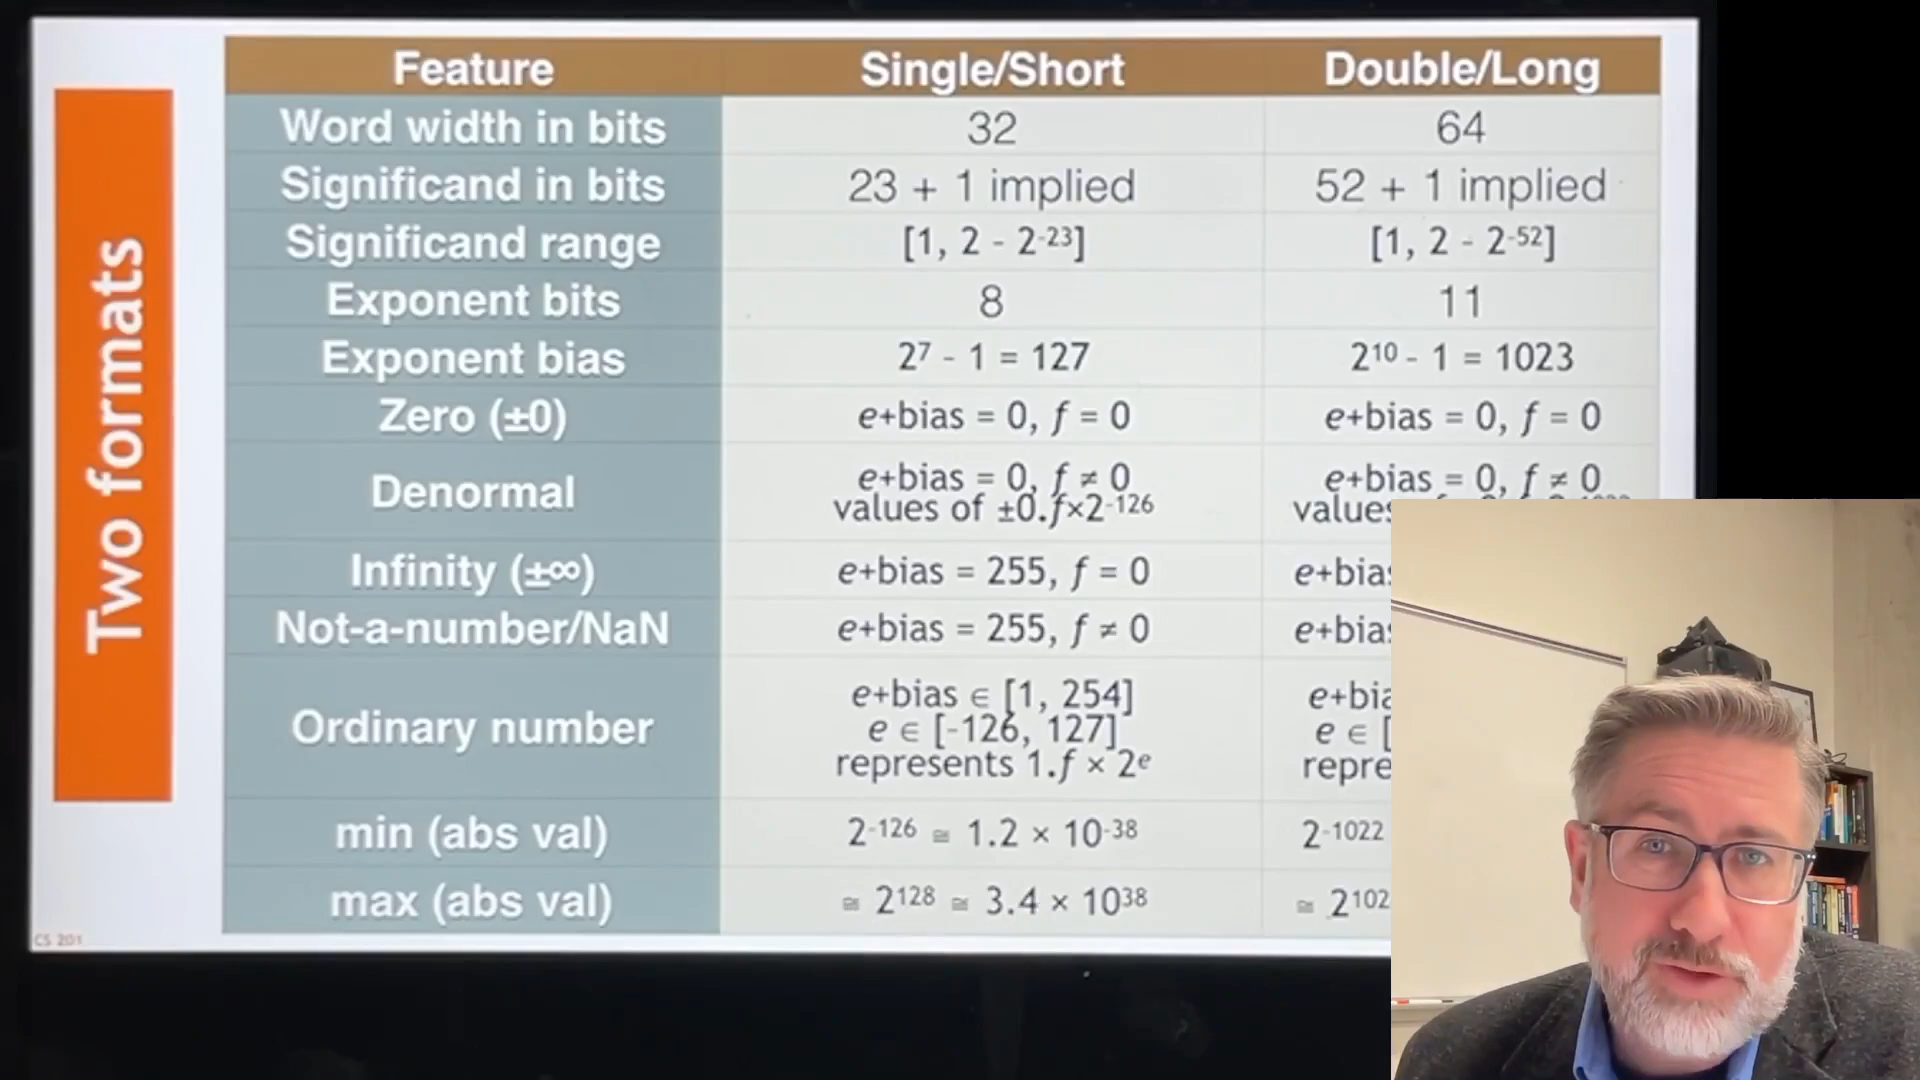 Two formats
Feature Single/Short Double/Long
Word width in bits 32 64
Significand in bits 23 + 1 implied 52 + 1 implied
Significand range [1, 2 - 2⁻²³] [1, 2 - 2⁻⁵²]
Exponent bits 8 11
Exponent bias 2⁷ - 1 = 127 2¹⁰ - 1 = 1023
Zero (±0) e+bias = 0, f = 0 e+bias = 0, f = 0
Denormal e+bias = 0, f ≠ 0 e+bias = 0, f ≠ 0
values of ±0.f×2⁻¹²⁶
Infinity (±∞) e+bias = 255, f = 0
Not-a-number/NaN e+bias = 255, f ≠ 0
Ordinary number e+bias ∈ [1, 254]
e ∈ [-126, 127] e ∈ [
represents 1.f × 2ᵉ
min (abs val) 2⁻¹²⁶ ≅ 1.2 × 10⁻³⁸ 2⁻¹⁰²²
max (abs val) ≅ 2¹²⁸ ≅ 3.4 × 10³⁸ ≅ 2¹⁰²
CS 201